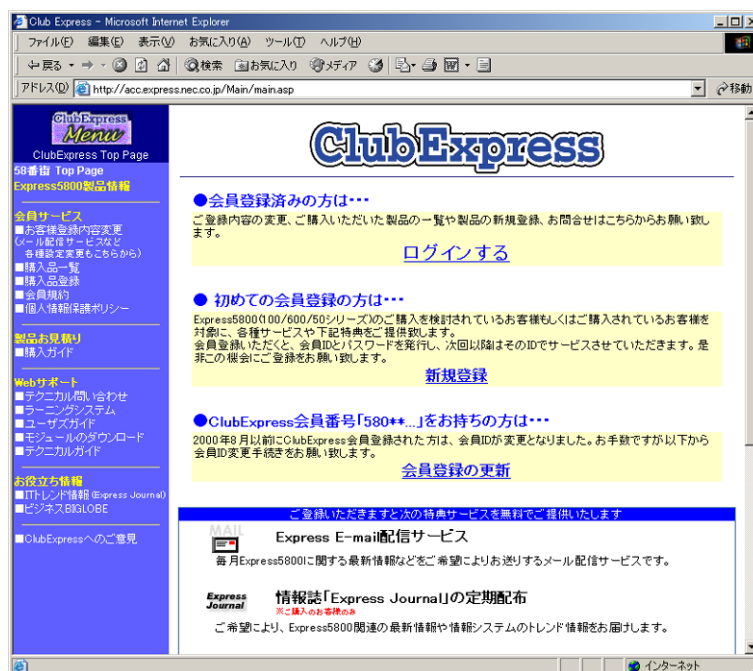 Club Express - Microsoft Internet Explorer
ファイル(F) 編集(E) 表示(V) お気に入り(A) ツール(T) ヘルプ(H)
戻る 検索 お気に入り メディア
アドレス(D) http://acc.express.nec.co.jp/Main/main.asp 移動
ClubExpress
Menu
ClubExpress Top Page
58番街 Top Page
Express5800製品情報
会員サービス
■お客様登録内容変更
(メール配信サービスなど
各種設定変更もこちらから)
■購入品一覧
■購入品登録
■会員規約
■個人情報保護ポリシー
製品お見積り
■購入ガイド
Webサポート
■テクニカル問い合わせ
■ラーニングシステム
■ユーザズガイド
■モジュールのダウンロード
■テクニカルガイド
お役立ち情報
■ITトレンド情報(Express Journal)
■ビジネスBIGLOBE
■ClubExpressへのご意見
ClubExpress
●会員登録済みの方は・・・
ご登録内容の変更、ご購入いただいた製品の一覧や製品の新規登録、お問合せはこちらからお願い致し
ます。
ログインする
● 初めての会員登録の方は・・・
Express5800(100/600/50シリーズ)のご購入を検討されているお客様もしくはご購入されているお客様を
対象に、各種サービスや下記特典をご提供致します。
会員登録いただくと、会員IDとパスワードを発行し、次回以降はそのIDでサービスさせていただきます。是
非この機会にご登録をお願い致します。
新規登録
●ClubExpress会員番号「580**...」をお持ちの方は・・・
2000年8月以前にClubExpress会員登録された方は、会員IDが変更となりました。お手数ですが以下から
会員ID変更手続きをお願い致します。
会員登録の更新
ご登録いただきますと次の特典サービスを無料でご提供いたします
MAIL
Express E-mail配信サービス
毎月Express5800に関する最新情報などをご希望によりお送りするメール配信サービスです。
Express
Journal
情報誌「Express Journal」の定期配布
※ご購入のお客様のみ
ご希望により、Express5800関連の最新情報や情報システムのトレンド情報をお届けします。
インターネット